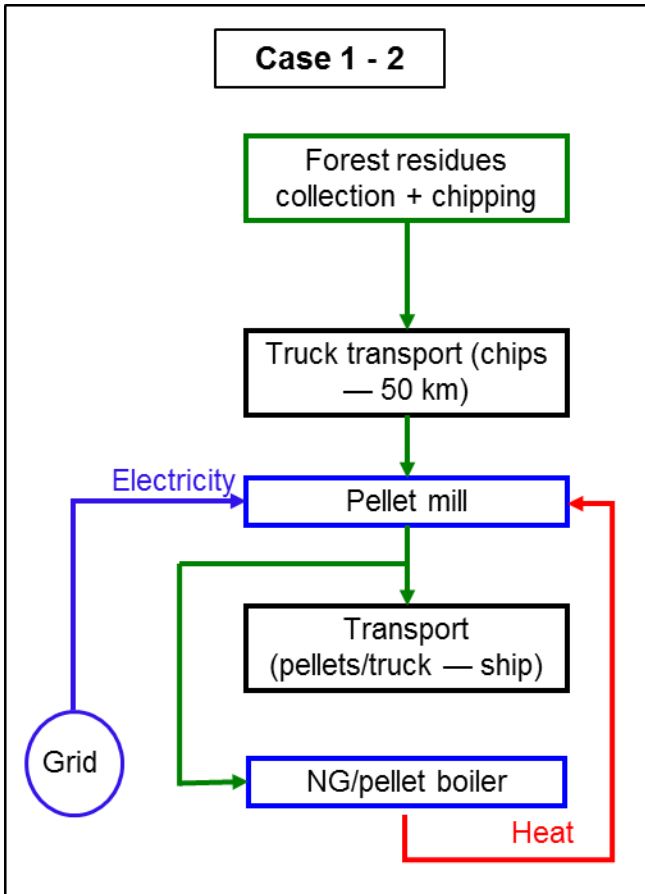 Case 1 - 2
Forest residues
collection + chipping
Truck transport (chips
— 50 km)
Electricity
Pellet mill
Transport
(pellets/truck — ship)
Grid
NG/pellet boiler
Heat